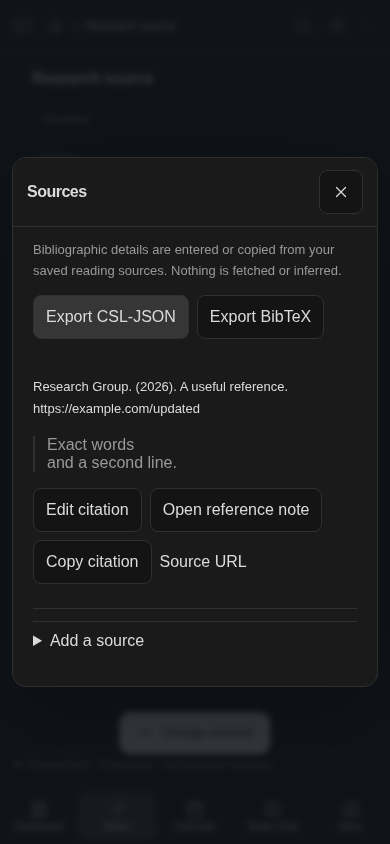 Research source
Sources
Bibliographic details are entered or copied from your
saved reading sources. Nothing is fetched or inferred.
Export CSL-JSON
Export BibTeX
Research Group. (2026). A useful reference.
https://example.com/updated
Exact words
and a second line.
Edit citation
Open reference note
Copy citation
Source URL
Add a source